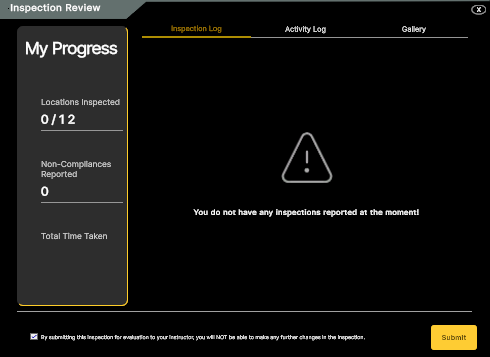 Inspection Review
X
My Progress
Locations Inspected
0/12
Non-Compliances
Reported
0
Total Time Taken
Inspection Log
Activity Log
Gallery
You do not have any inspections reported at the moment!
By submitting this inspection for evaluation to your instructor, you will NOT be able to make any further changes in the inspection.
Submit